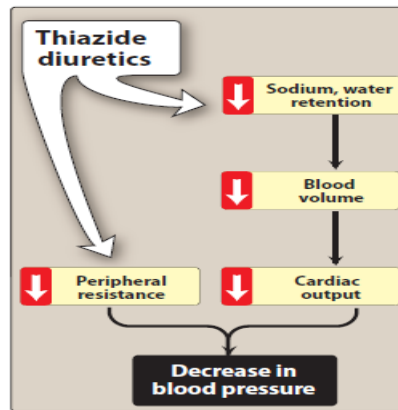 Thiazide
diuretics
Sodium, water
retention
Blood
volume
Peripheral
resistance
Cardiac
output
Decrease in
blood pressure